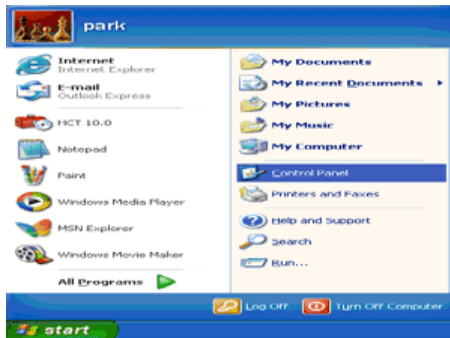 park
Internet
Internet Explorer
E-mail
Outlook Express
HCT 10.0
Notepad
Paint
Windows Media Player
MSN Explorer
Windows Movie Maker
All Programs
My Documents
My Recent Documents
My Pictures
My Music
My Computer
Control Panel
Printers and Faxes
Help and Support
Search
Run...
Log Off
Turn Off Computer
start